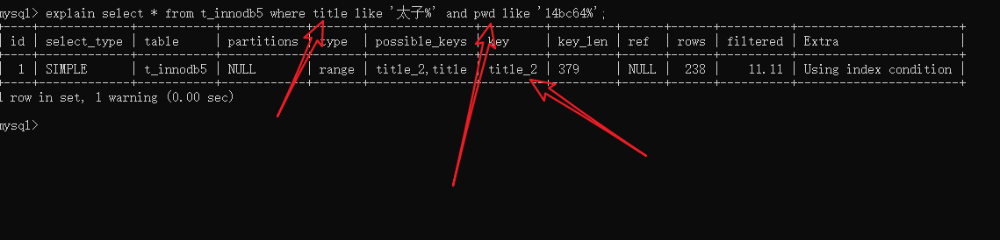 mysql> explain select * from t_innodb5 where title like '太子%' and pwd like '14bc64%';
| id | select_type | table | partitions | type | possible_keys | key | key_len | ref | rows | filtered | Extra |
| 1 | SIMPLE | t_innodb5 | NULL | range | title_2,title | title_2 | 379 | NULL | 238 | 11.11 | Using index condition |
1 row in set, 1 warning (0.00 sec)
mysql>